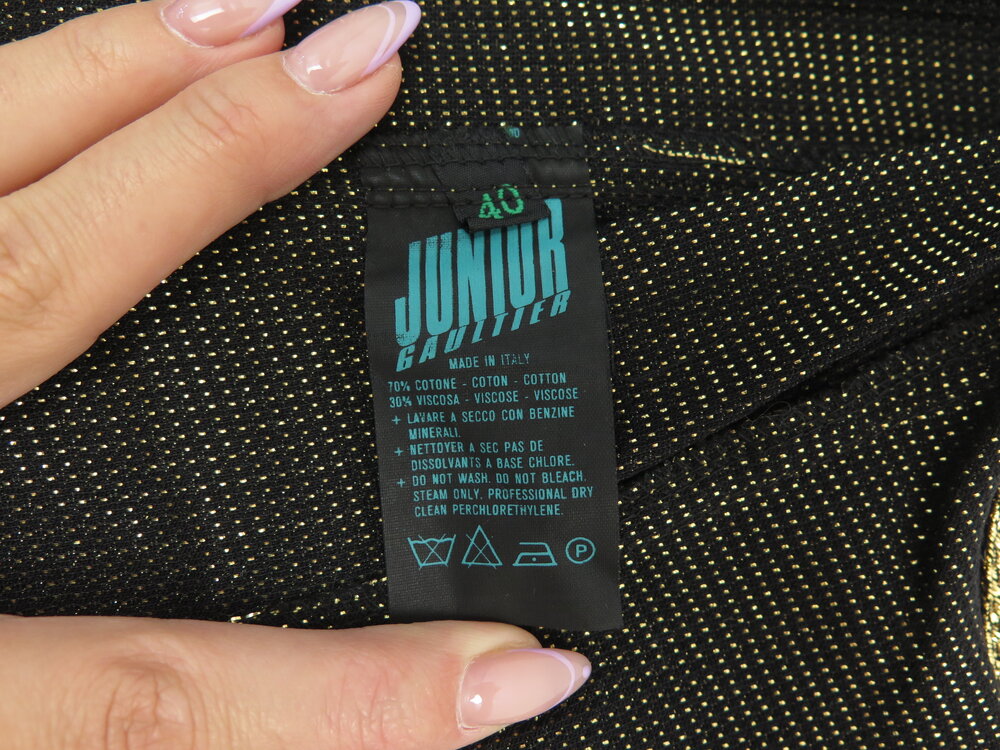 40
JUNIOR
GAULTIER
MADE IN ITALY
70% COTONE - COTON - COTTON
30% VISCOSA - VISCOSE - VISCOSE
+ LAVARE A SECCO CON BENZINE
MINERALI.
+ NETTOYER A SEC PAS DE
DISSOLVANTS A BASE CHLORE.
+ DO NOT WASH. DO NOT BLEACH.
STEAM ONLY. PROFESSIONAL DRY
CLEAN PERCHLORETHYLENE.
P